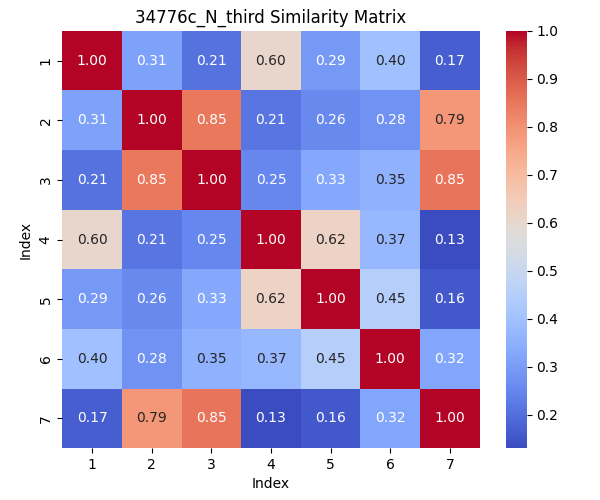 34776c_N_third Similarity Matrix
1 1.00 0.31 0.21 0.60 0.29 0.40 0.17
2 0.31 1.00 0.85 0.21 0.26 0.28 0.79
3 0.21 0.85 1.00 0.25 0.33 0.35 0.85
4 0.60 0.21 0.25 1.00 0.62 0.37 0.13
5 0.29 0.26 0.33 0.62 1.00 0.45 0.16
6 0.40 0.28 0.35 0.37 0.45 1.00 0.32
7 0.17 0.79 0.85 0.13 0.16 0.32 1.00
1 2 3 4 5 6 7
Index
Index
1.0
0.9
0.8
0.7
0.6
0.5
0.4
0.3
0.2